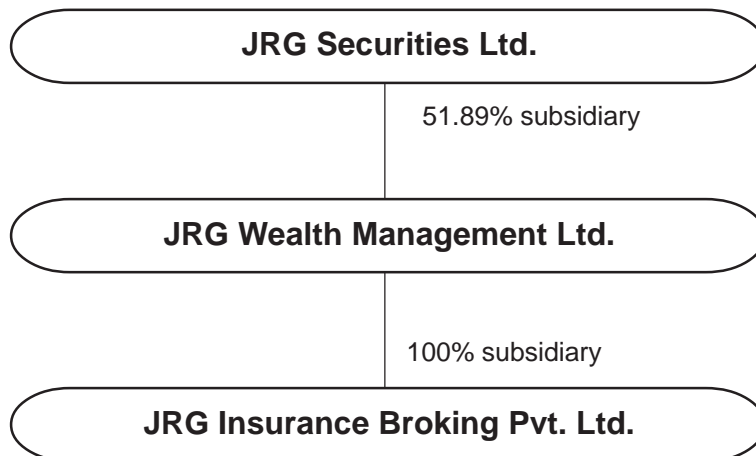 JRG Securities Ltd.
51.89% subsidiary
JRG Wealth Management Ltd.
100% subsidiary
JRG Insurance Broking Pvt. Ltd.